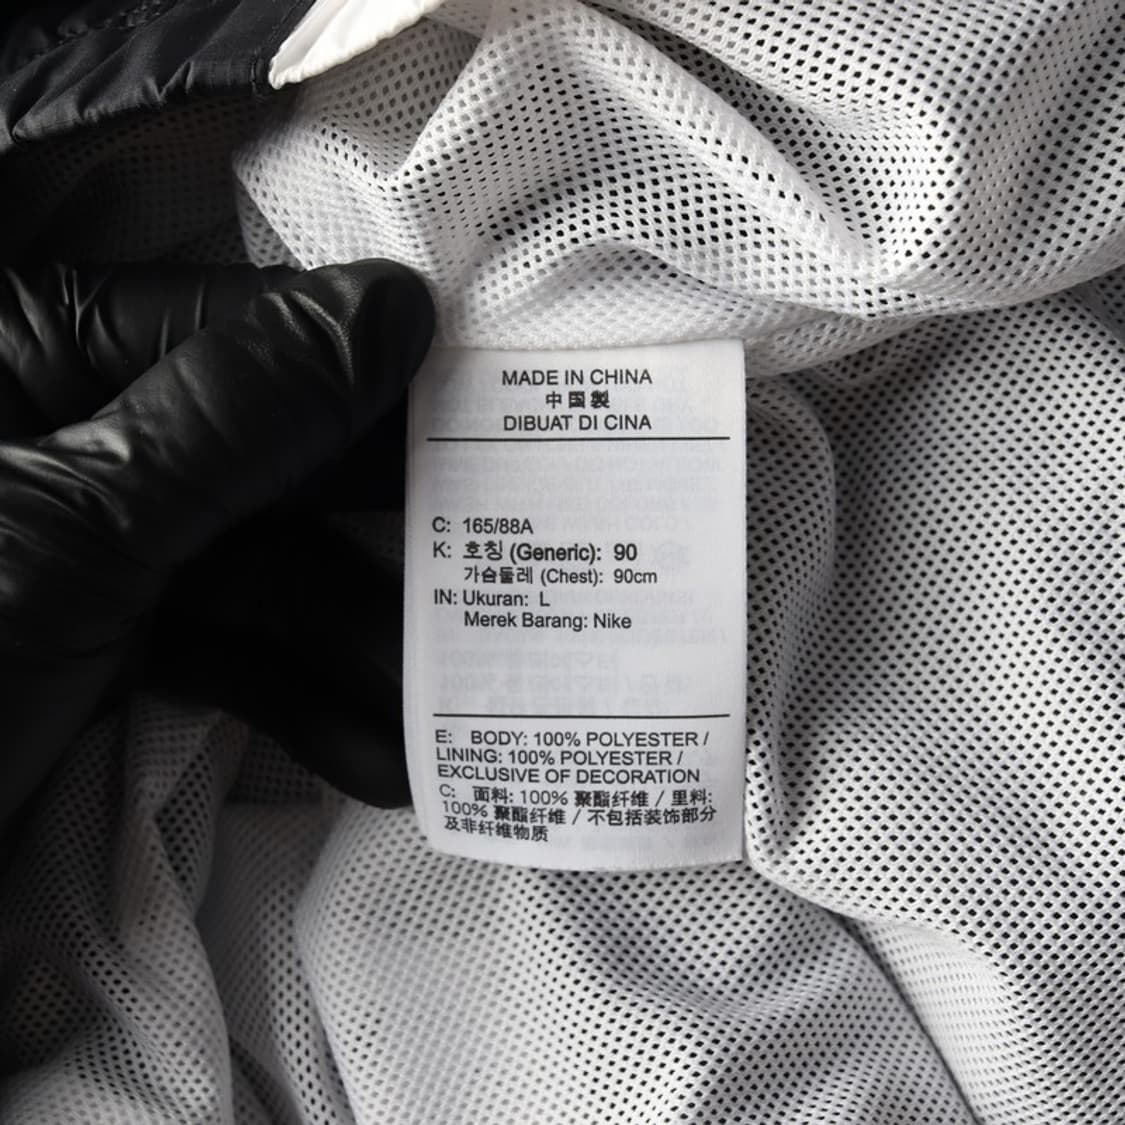 MADE IN CHINA
中国製
DIBUAT DI CINA
C: 165/88A
K: 호칭 (Generic): 90
가슴둘레 (Chest): 90cm
IN: Ukuran: L
Merek Barang: Nike
E: BODY: 100% POLYESTER /
LINING: 100% POLYESTER /
EXCLUSIVE OF DECORATION
C: 面料: 100% 聚酯纤维 / 里料:
100% 聚酯纤维 / 不包括装饰部分
及非纤维物质